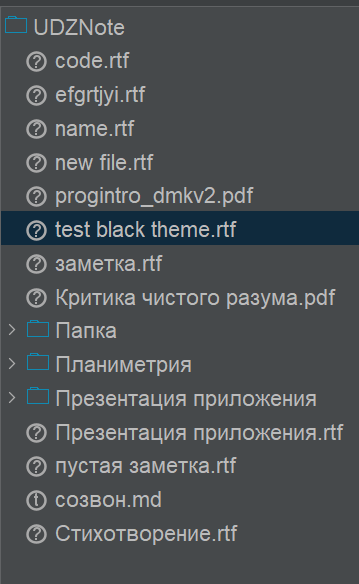 UDZNote
code.rtf
efgrtjyi.rtf
name.rtf
new file.rtf
progintro_dmkv2.pdf
test black theme.rtf
заметка.rtf
Критика чистого разума.pdf
Папка
Планиметрия
Презентация приложения
Презентация приложения.rtf
пустая заметка.rtf
созвон.md
Стихотворение.rtf